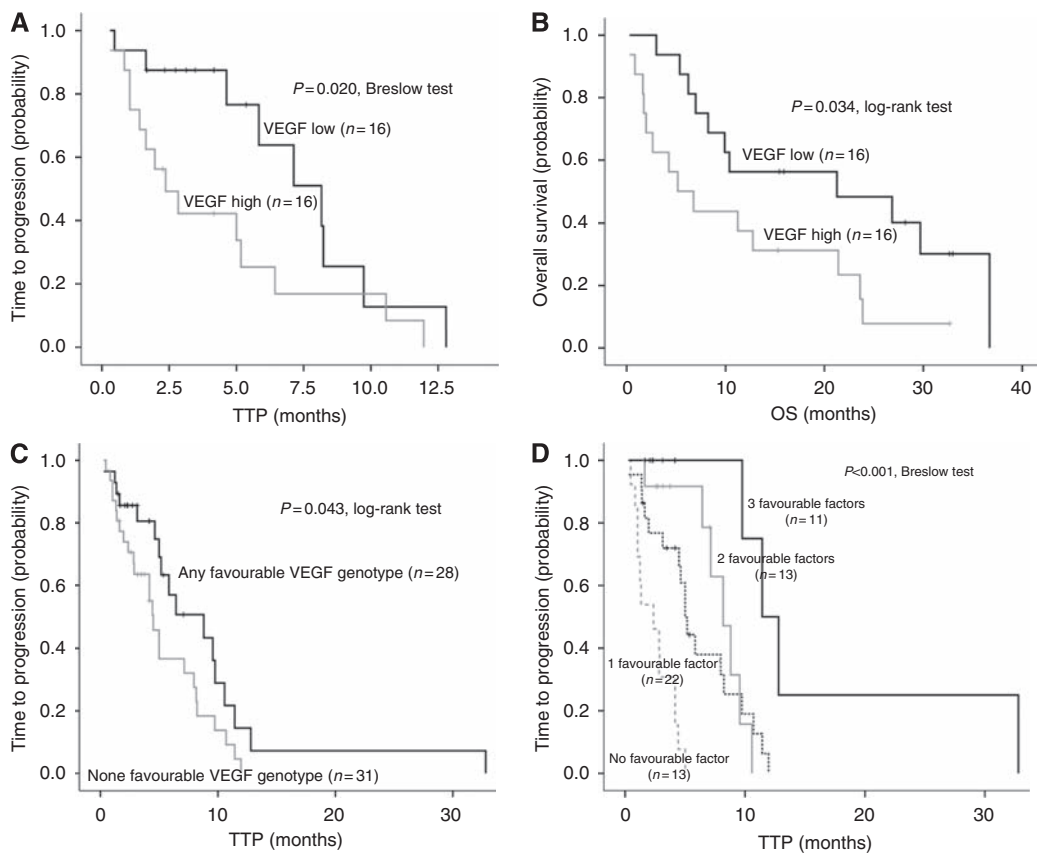 A
Time to progression (probability)
1.0
0.8
0.6
0.4
0.2
0.0
P=0.020, Breslow test
VEGF low (n=16)
VEGF high (n=16)
0.0 2.5 5.0 7.5 10.0 12.5
TTP (months)
B
Overall survival (probability)
1.0
0.8
0.6
0.4
0.2
0.0
P=0.034, log-rank test
VEGF low (n=16)
VEGF high (n=16)
0 10 20 30 40
OS (months)
C
Time to progression (probability)
1.0
0.8
0.6
0.4
0.2
0.0
P=0.043, log-rank test
Any favourable VEGF genotype (n=28)
None favourable VEGF genotype (n=31)
0 10 20 30
TTP (months)
D
Time to progression (probability)
1.0
0.8
0.6
0.4
0.2
0.0
P<0.001, Breslow test
3 favourable factors
(n=11)
2 favourable factors
(n=13)
1 favourable factor
(n=22)
No favourable factor
(n=13)
0 10 20 30
TTP (months)